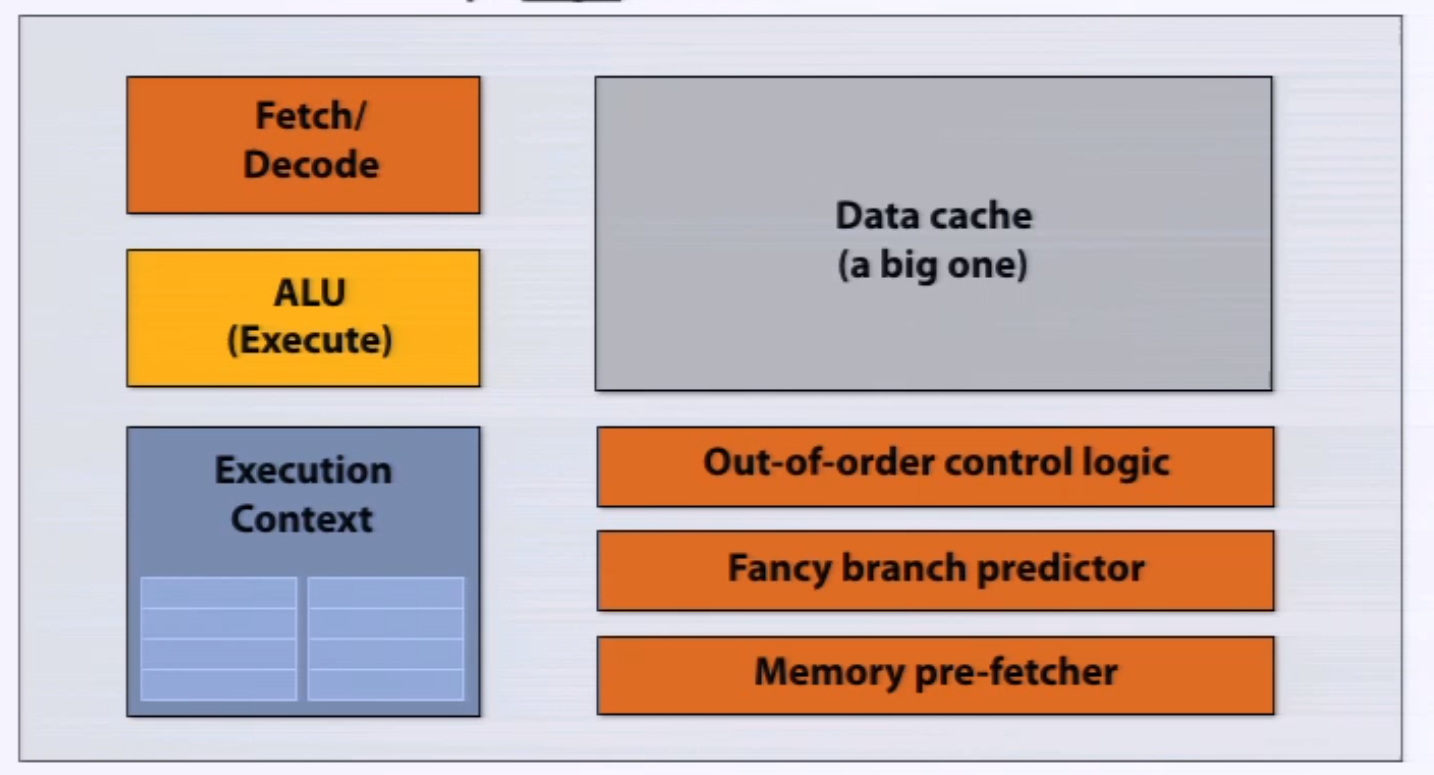 Fetch/
Decode
ALU
(Execute)
Execution
Context
Data cache
(a big one)
Out-of-order control logic
Fancy branch predictor
Memory pre-fetcher